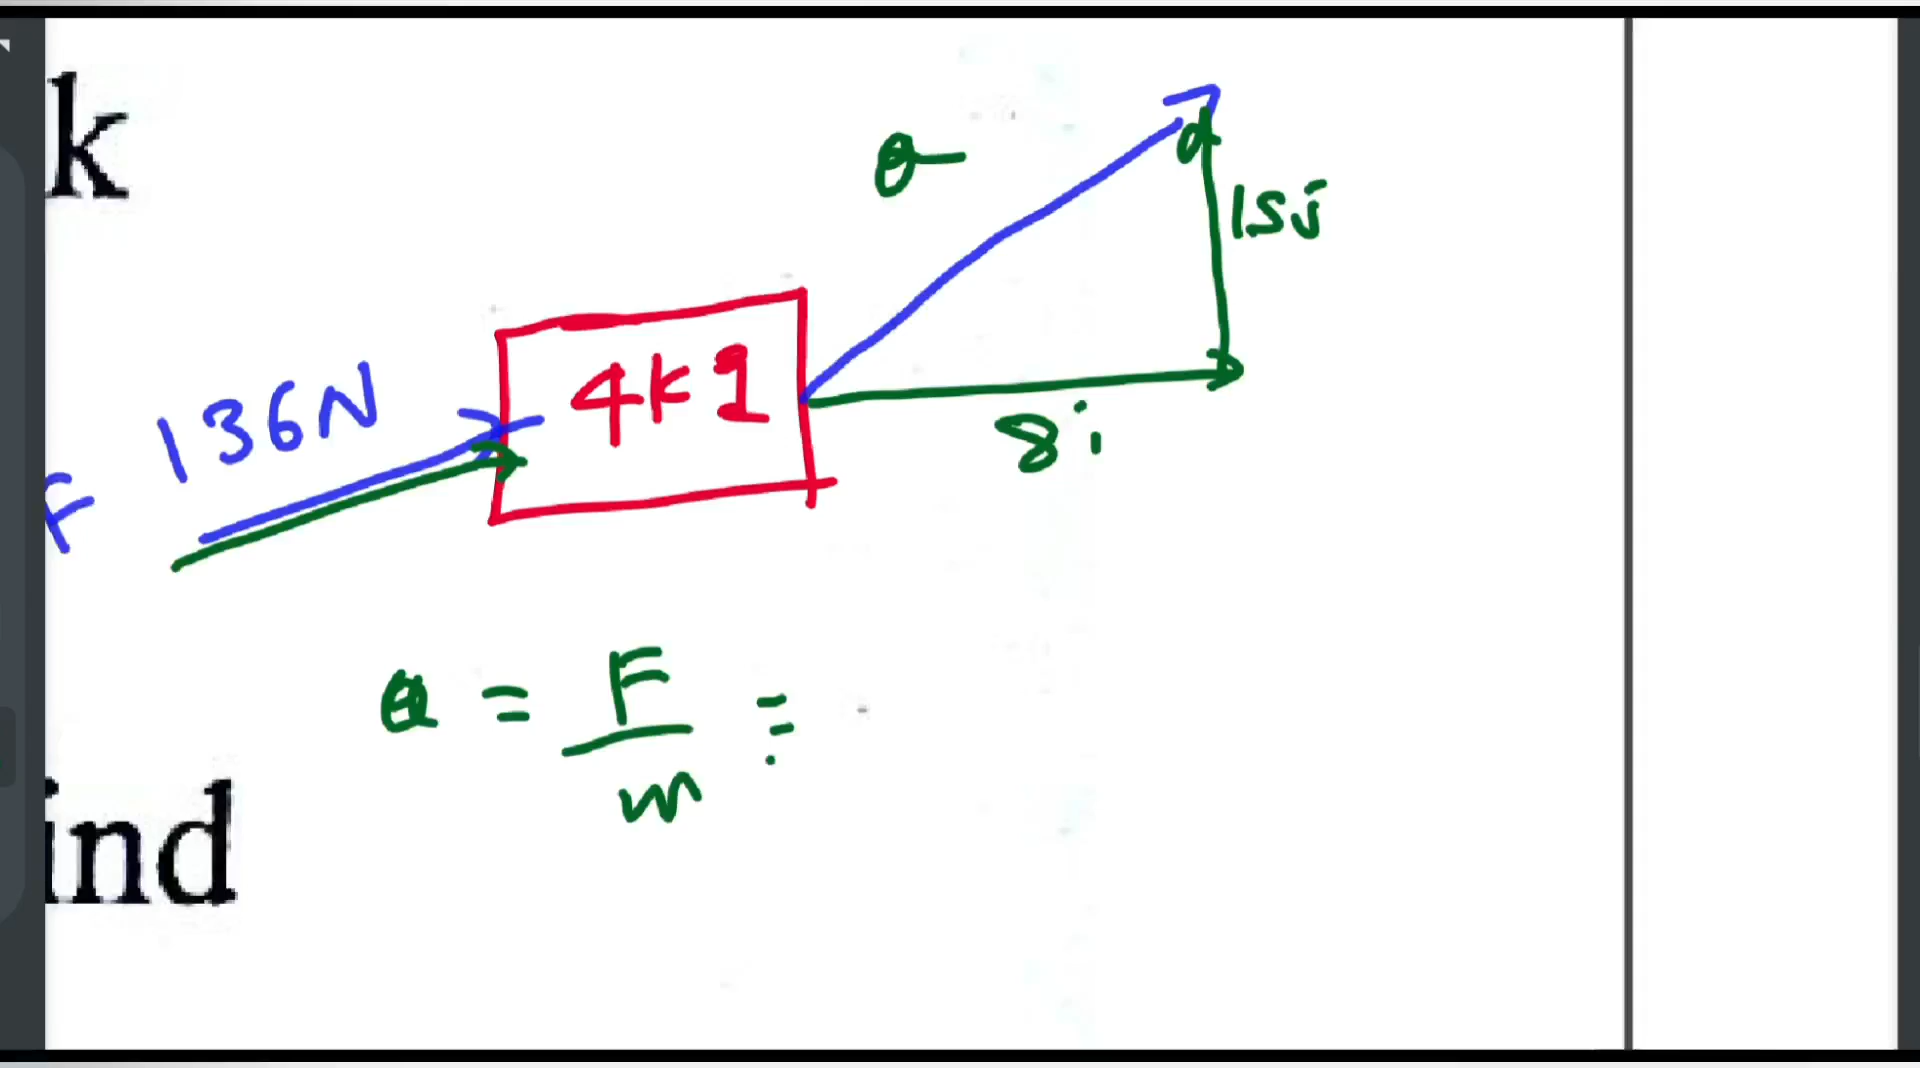 k
15j
136N
4kg
8i
F
a = F/m =
ind